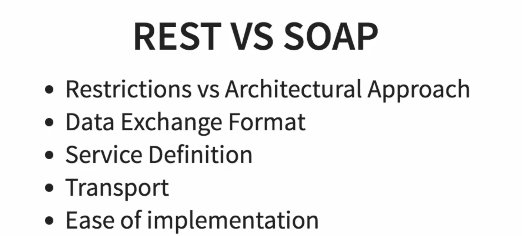 REST VS SOAP
• Restrictions vs Architectural Approach
• Data Exchange Format
• Service Definition
• Transport
• Ease of implementation